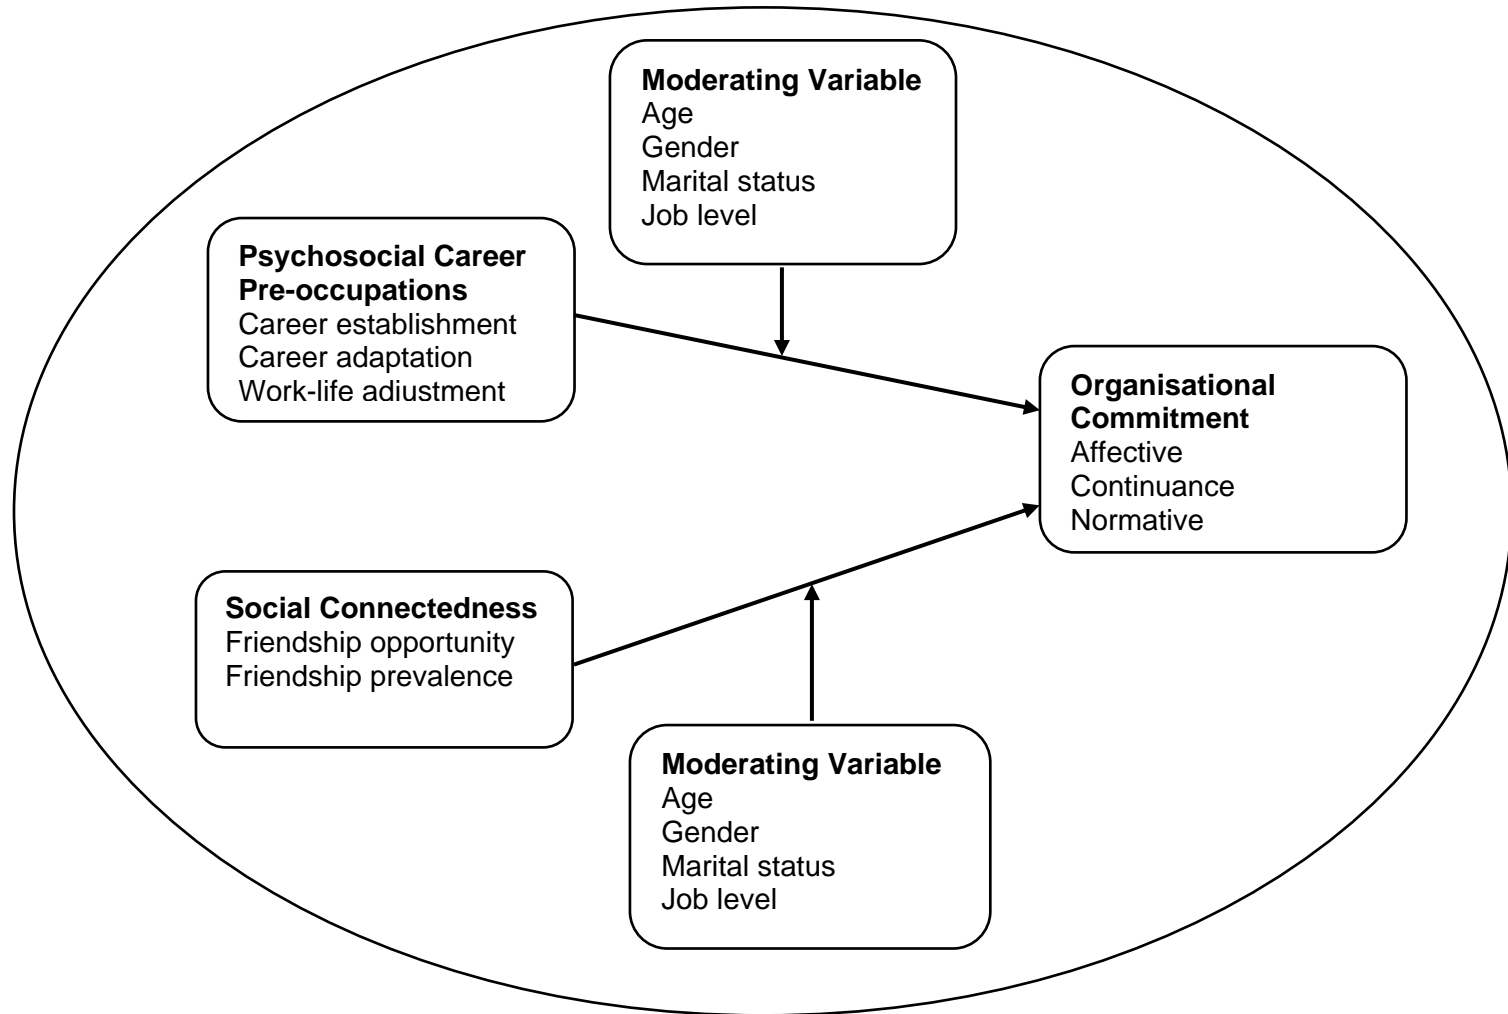 Moderating Variable
Age
Gender
Marital status
Job level
Psychosocial Career
Pre-occupations
Career establishment
Career adaptation
Work-life adiustment
Organisational
Commitment
Affective
Continuance
Normative
Social Connectedness
Friendship opportunity
Friendship prevalence
Moderating Variable
Age
Gender
Marital status
Job level